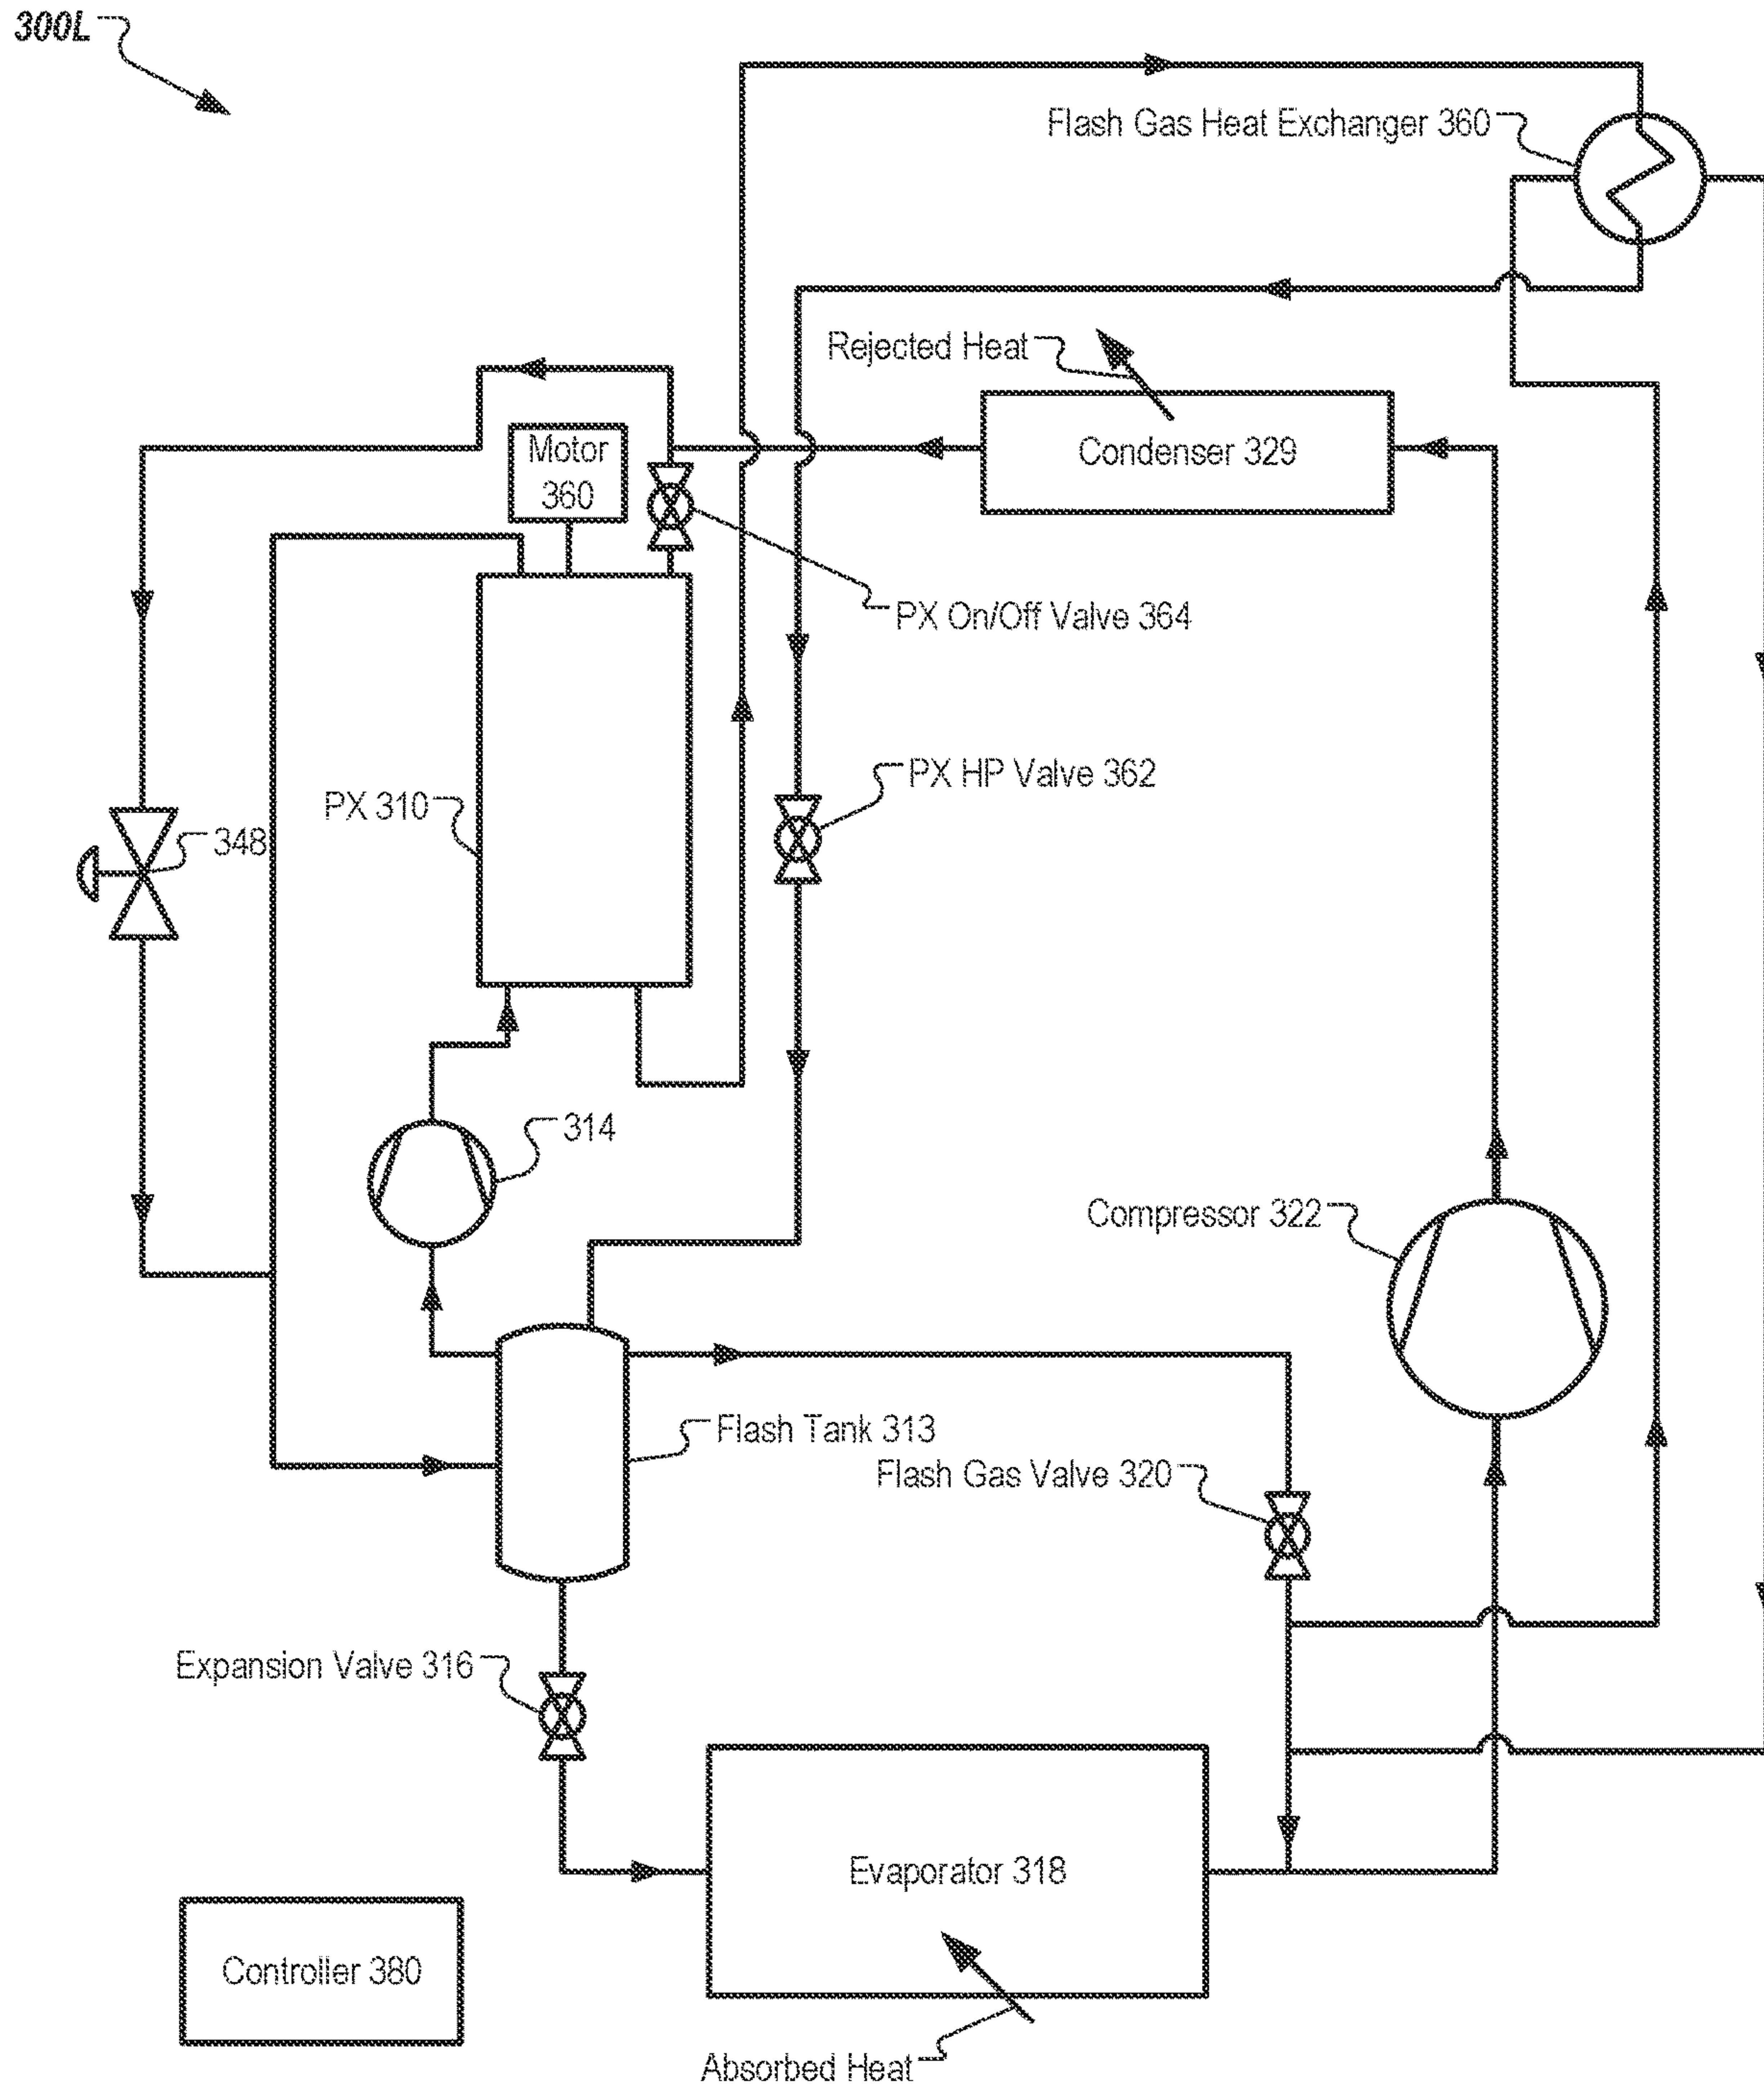 300L
Flash Gas Heat Exchanger 360
Rejected Heat
Motor
360
Condenser 329
PX On/Off Valve 364
PX HP Valve 362
PX 310
348
314
Compressor 322
Flash Tank 313
Flash Gas Valve 320
Expansion Valve 316
Evaporator 318
Controller 380
Absorbed Heat